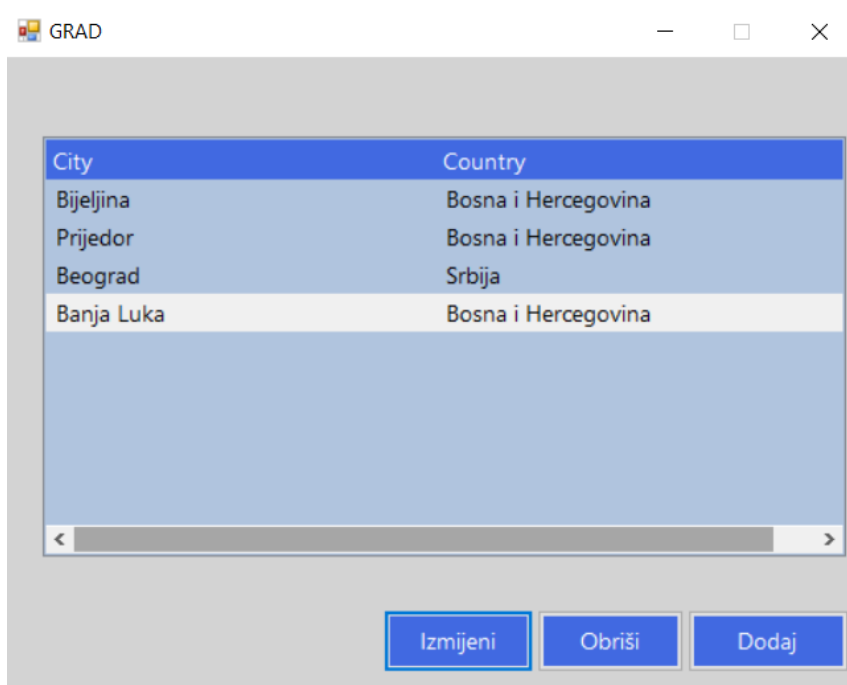 GRAD
City Country
Bijeljina Bosna i Hercegovina
Prijedor Bosna i Hercegovina
Beograd Srbija
Banja Luka Bosna i Hercegovina
Izmijeni Obriši Dodaj